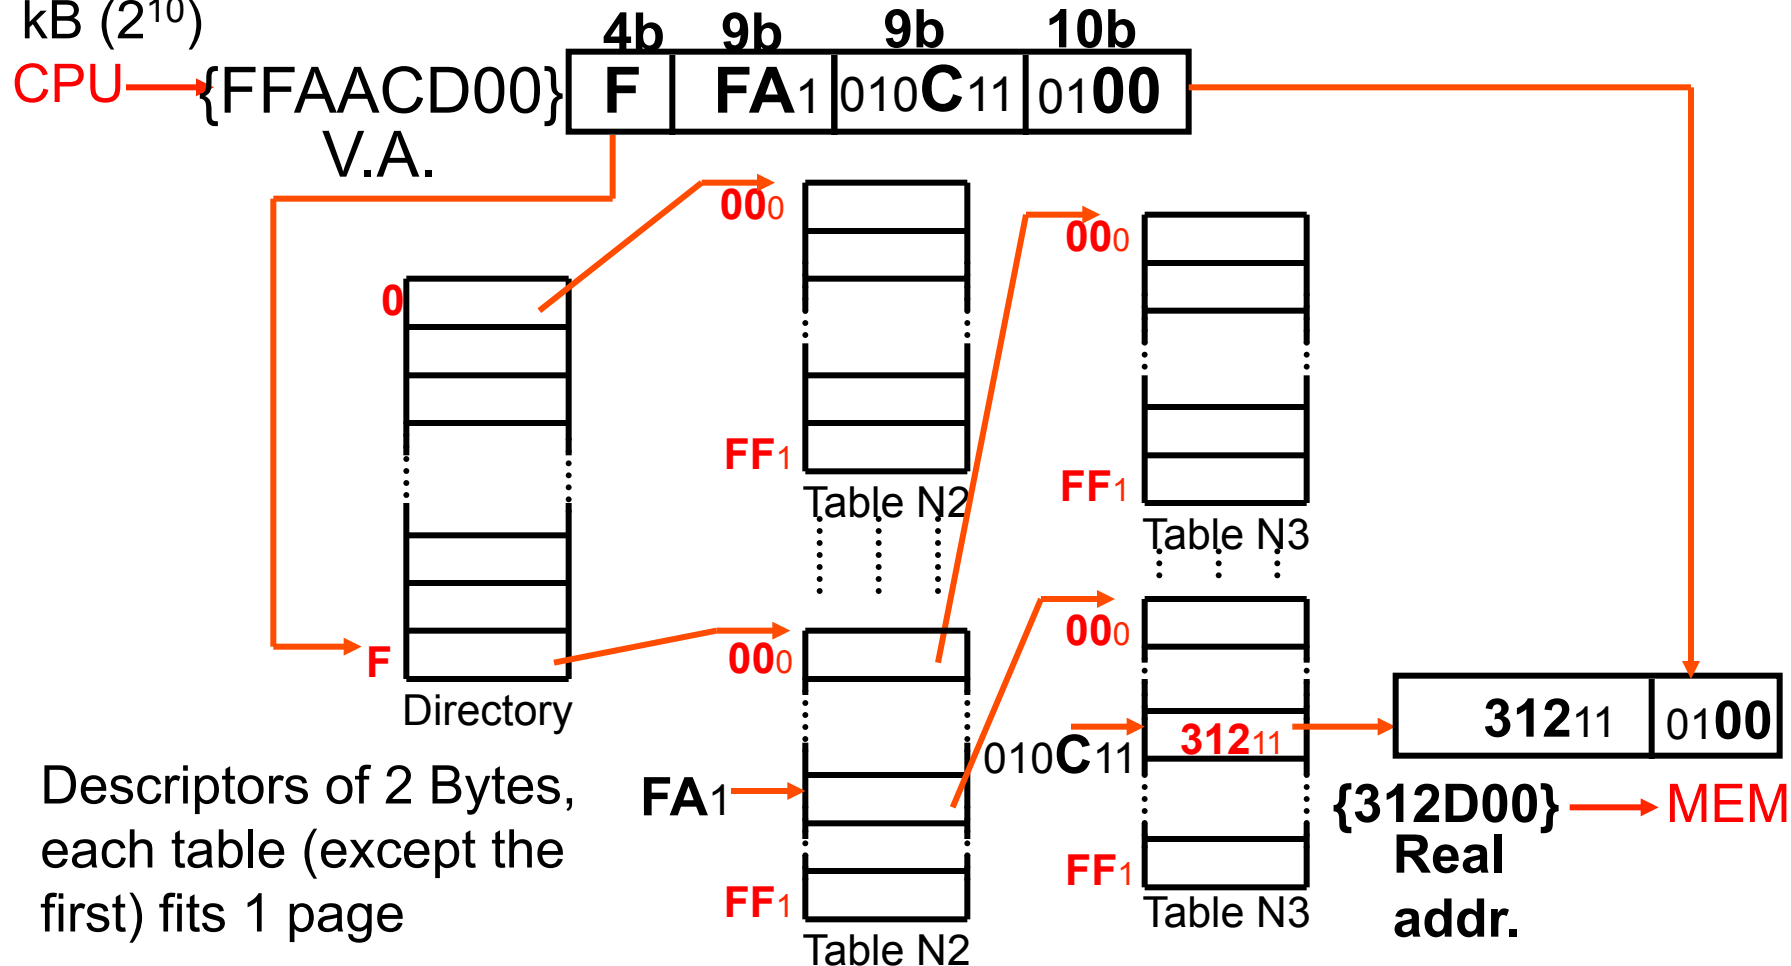 kB (2¹⁰)
4b 9b 9b 10b
CPU {FFAACD00} F FA1 010C11 0100
V.A.
000
000
0
FF1
FF1
Table N2
Table N3
000
000
F
Directory
010C11 31211 31211 0100
FA1
{312D00} MEM
Real
addr.
FF1
FF1
Table N3
Table N2
Descriptors of 2 Bytes,
each table (except the
first) fits 1 page